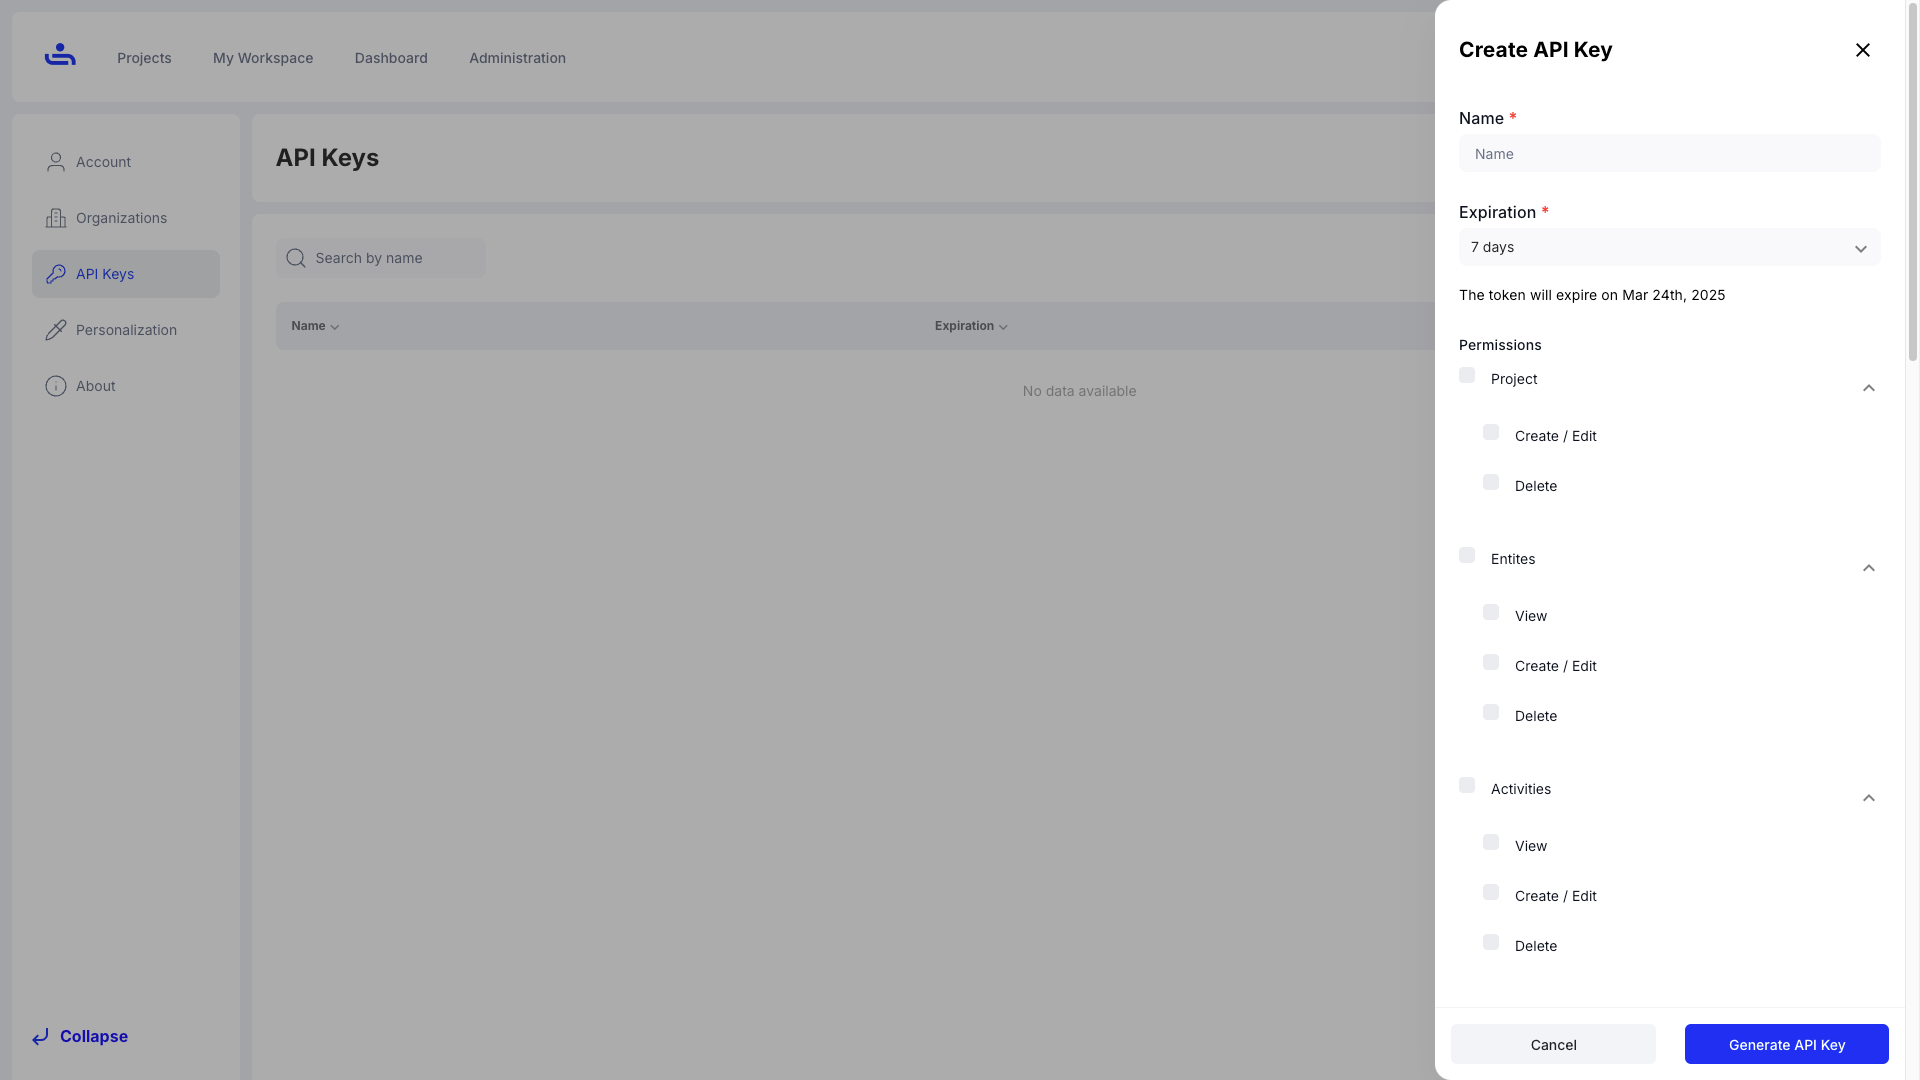 Projects
My Workspace
Dashboard
Administration
Account
Organizations
API Keys
Personalization
About
Collapse
API Keys
Search by name
Name
Expiration
No data available
Create API Key
Name *
Name
Expiration *
7 days
The token will expire on Mar 24th, 2025
Permissions
Project
Create / Edit
Delete
Entites
View
Create / Edit
Delete
Activities
View
Create / Edit
Delete
Cancel
Generate API Key